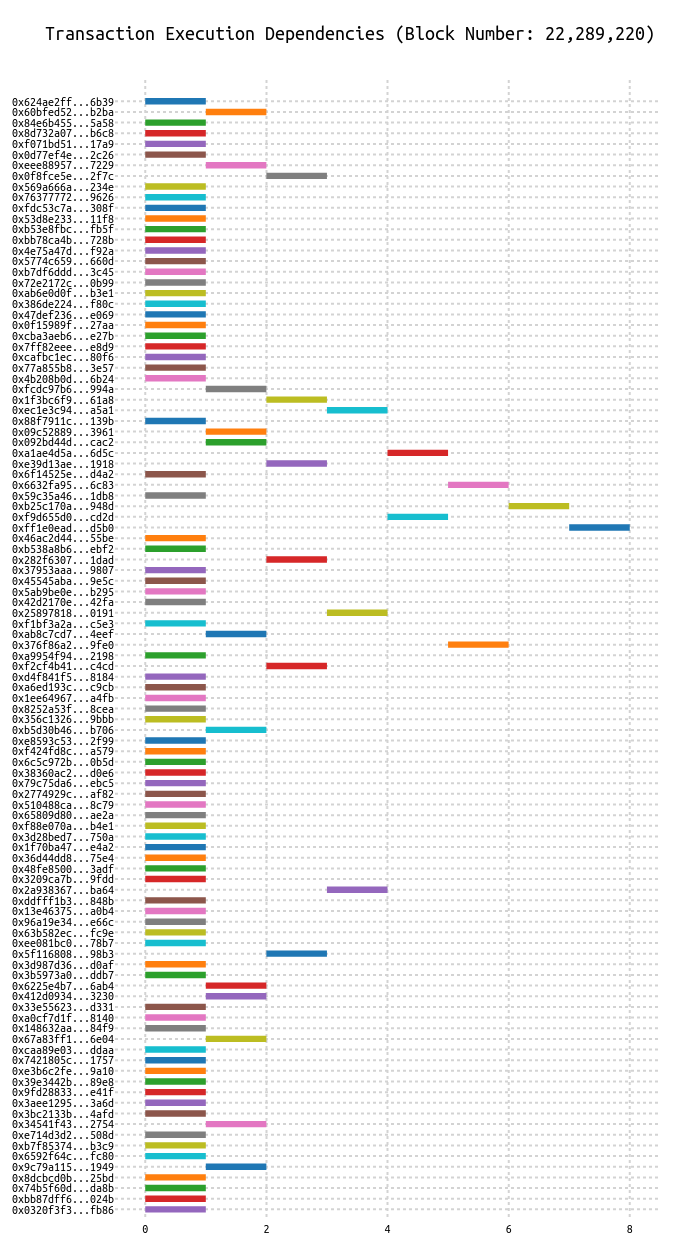 Transaction Execution Dependencies (Block Number: 22,289,220)
0x624ae2ff...6b39
0x60bfed52...b2ba
0x84e6b455...5a58
0x8d732a07...b6c8
0xf071bd51...17a9
0x0d77ef4e...2c26
0xeee88957...7229
0x0f8fce5e...2f7c
0x569a666a...234e
0x76377772...9626
0xfdc53c7a...308f
0x53d8e233...11f8
0xb53e8fbc...fb5f
0xbb78ca4b...728b
0x4e75a47d...f92a
0x5774c659...660d
0xb7df6ddd...3c45
0x72e2172c...0b99
0xab6e0d0f...b3e1
0x386de224...f80c
0x47def236...e069
0x0f15989f...27aa
0xcba3aeb6...e27b
0x7ff82eee...e8d9
0xcafbc1ec...80f6
0x77a855b8...3e57
0x4b208b0d...6b24
0xfcdc97b6...994a
0x1f3bc6f9...61a8
0xec1e3c94...a5a1
0x88f7911c...139b
0x09c52889...3961
0x092bd44d...cac2
0xa1ae4d5a...6d5c
0xe39d13ae...1918
0x6f14525e...d4a2
0x6632fa95...6c83
0x59c35a46...1db8
0xb25c170a...948d
0xf9d655d0...cd2d
0xff1e0ead...d5b0
0x46ac2d44...55be
0xb538a8b6...ebf2
0x282f6307...1dad
0x37953aaa...9807
0x45545aba...9e5c
0x5ab9be0e...b295
0x42d2170e...42fa
0x25897818...0191
0xf1bf3a2a...c5e3
0xab8c7cd7...4eef
0x376f86a2...9fe0
0xa9954f94...2198
0xf2cf4b41...c4cd
0xd4f841f5...8184
0xa6ed193c...c9cb
0x1ee64967...a4fb
0x8252a53f...8cea
0x356c1326...9bbb
0xb5d30b46...b706
0xe8593c53...2f99
0xf424fd8c...a579
0x6c5c972b...0b5d
0x38360ac2...d0e6
0x79c75da6...ebc5
0x2774929c...af82
0x510488ca...8c79
0x65809d80...ae2a
0xf88e070a...b4e1
0x3d28bed7...750a
0x1f70ba47...e4a2
0x36d44dd8...75e4
0x48fe8500...3adf
0x3209ca7b...9fdd
0x2a938367...ba64
0xddfff1b3...848b
0x13e46375...a0b4
0x96a19e34...e66c
0x63b582ec...fc9e
0xee081bc0...78b7
0x5f116808...98b3
0x3d987d36...d0af
0x3b5973a0...ddb7
0x6225e4b7...6ab4
0x412d0934...3230
0x33e55623...d331
0xa0cf7d1f...8140
0x148632aa...84f9
0x67a83ff1...6e04
0xcaa89e03...ddaa
0x7421805c...1757
0xe3b6c2fe...9a10
0x39e3442b...89e8
0x9fd28833...e41f
0x3aee1295...3a6d
0x3bc2133b...4afd
0x34541f43...2754
0xe714d3d2...508d
0xb7f85374...b3c9
0x6592f64c...fc80
0x9c79a115...1949
0x8dcbcd0b...25bd
0x74b5f60d...da8b
0xbb87dff6...024b
0x0320f3f3...fb86
0 2 4 6 8